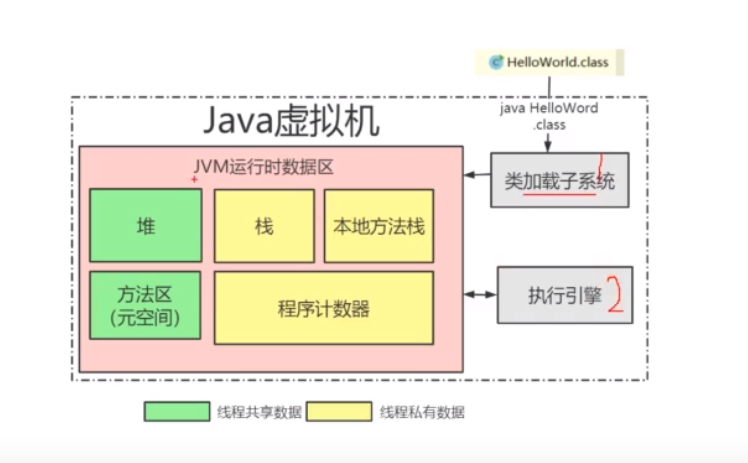 HelloWorld.class
java HelloWord
.class
Java虚拟机
JVM运行时数据区
类加载子系统
1
堆
栈
本地方法栈
方法区
(元空间)
程序计数器
执行引擎
2
线程共享数据
线程私有数据